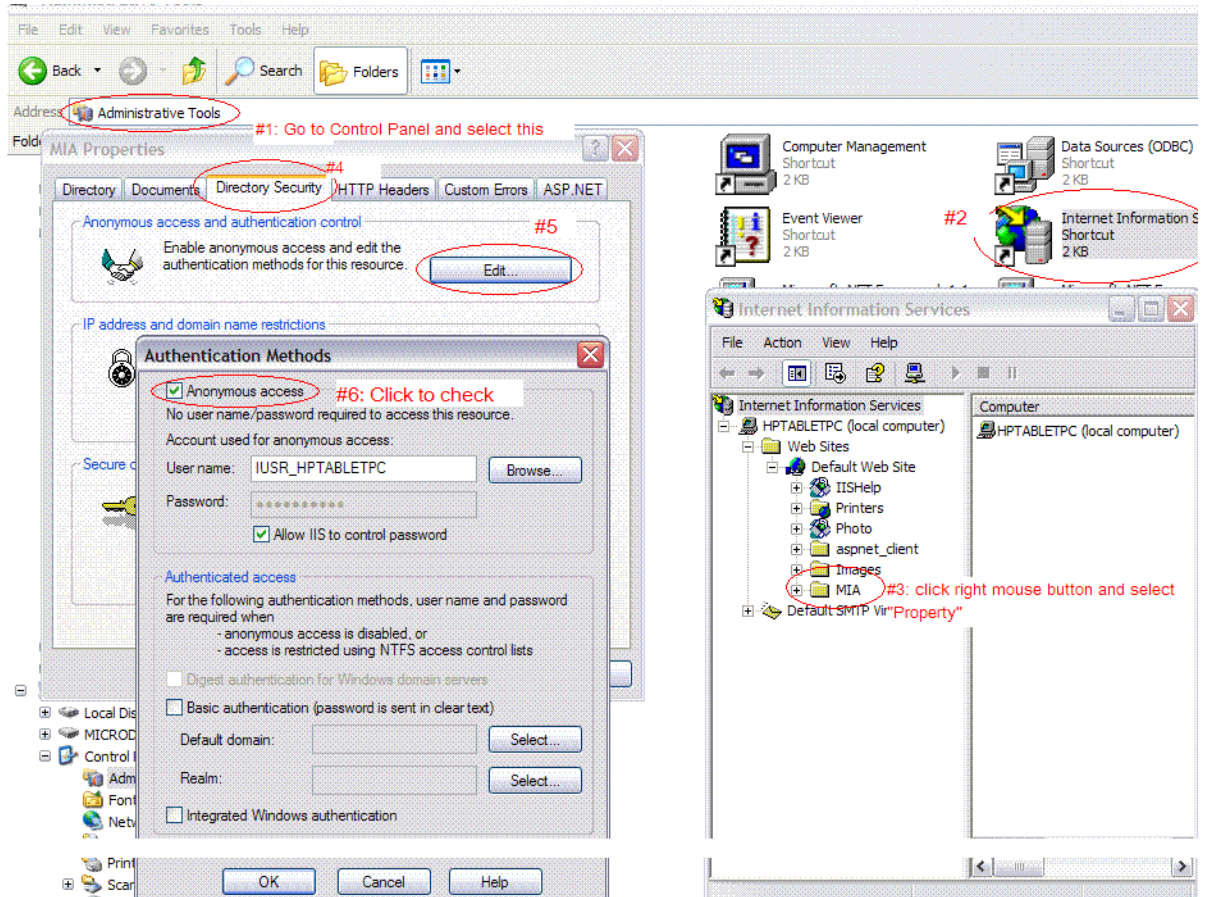 File Edit View Favorites Tools Help
Back Search Folders
Address Administrative Tools
#1: Go to Control Panel and select this
MIA Properties
#4
Directory Documents Directory Security HTTP Headers Custom Errors ASP.NET
Anonymous access and authentication control
#5
Enable anonymous access and edit the
authentication methods for this resource.
Edit...
IP address and domain name restrictions
Authentication Methods
Anonymous access
#6: Click to check
No user name/password required to access this resource.
Account used for anonymous access:
User name: IUSR_HPTABLETPC Browse...
Password:
Allow IIS to control password
Secure
Authenticated access
For the following authentication methods, user name and password
are required when
- anonymous access is disabled, or
- access is restricted using NTFS access control lists
Digest authentication for Windows domain servers
Basic authentication (password is sent in clear text)
Default domain: Select...
Realm: Select...
Integrated Windows authentication
OK Cancel Help
Local Dis
MICROD
Control
Adm
Font
Netw
Print
Scar
Computer Management
Shortcut
2 KB
Data Sources (ODBC)
Shortcut
2 KB
Event Viewer
Shortcut
2 KB
#2
Internet Information S
Shortcut
2 KB
Internet Information Services
File Action View Help
Internet Information Services
HPTABLETPC (local computer)
Web Sites
Default Web Site
IISHelp
Printers
Photo
aspnet_client
Images
MIA
#3: click right mouse button and select
"Property"
Default SMTP Vir
Computer
HPTABLETPC (local computer)